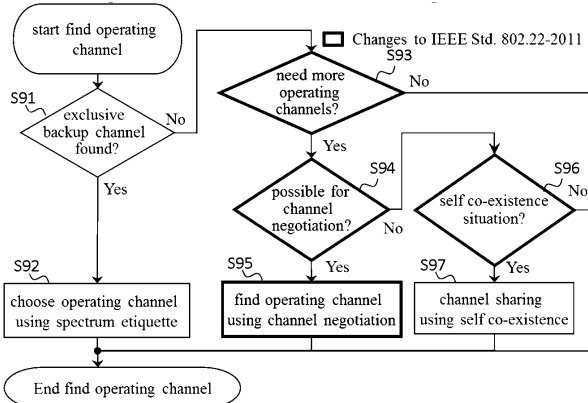 start find operating
channel
Changes to IEEE Std. 802.22-2011
S91
exclusive
backup channel
found?
No
Yes
S93
need more
operating
channels?
No
Yes
S94
possible for
channel
negotiation?
No
Yes
S96
self co-existence
situation?
No
Yes
S92
choose operating channel
using spectrum etiquette
S95
find operating channel
using channel negotiation
S97
channel sharing
using self co-existence
End find operating channel